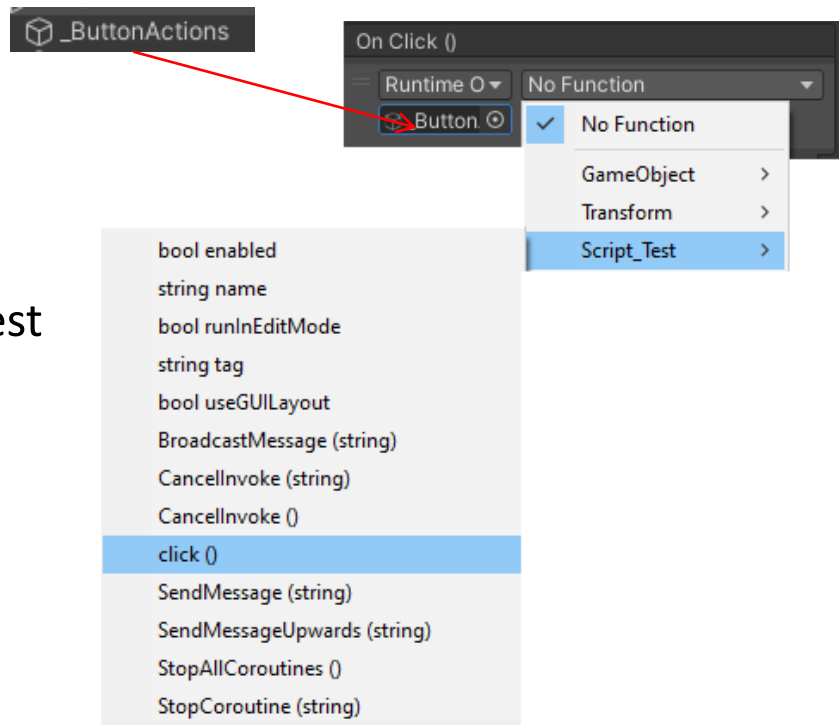 _ButtonActions
On Click ()
Runtime O No Function
_Button.
No Function
GameObject
Transform
Script_Test
est
bool enabled
string name
bool runInEditMode
string tag
bool useGUILayout
BroadcastMessage (string)
CancelInvoke (string)
CancelInvoke ()
click ()
SendMessage (string)
SendMessageUpwards (string)
StopAllCoroutines ()
StopCoroutine (string)